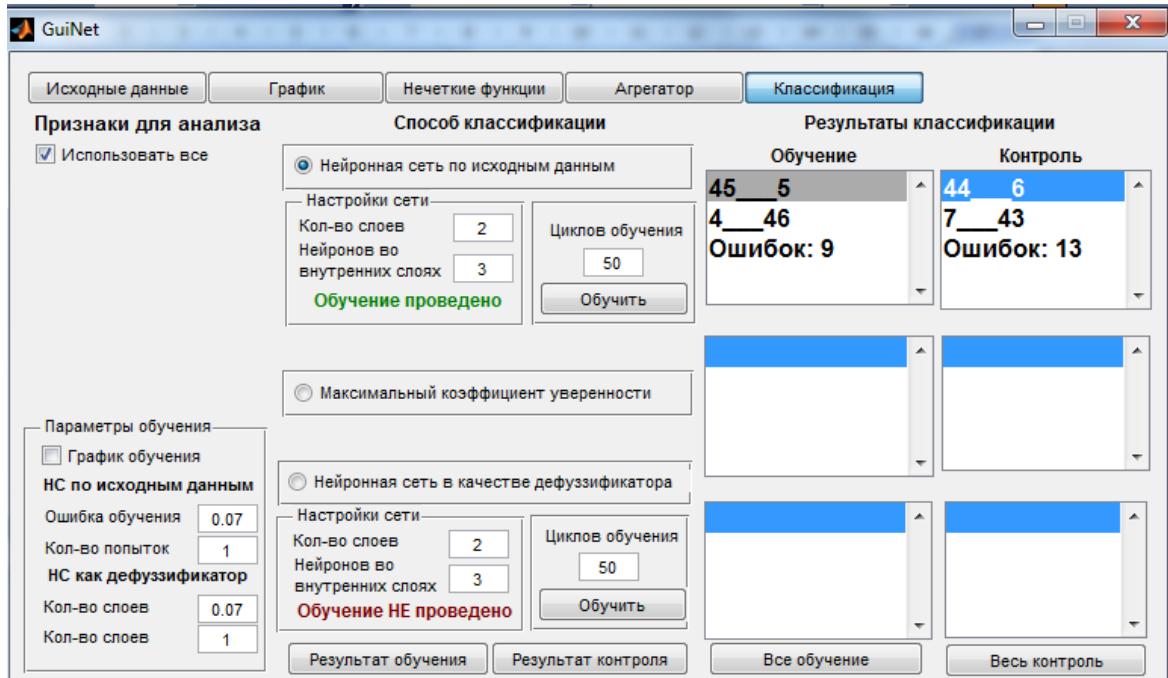 GuiNet
Исходные данные
График
Нечеткие функции
Агрегатор
Классификация
Признаки для анализа
Использовать все
Способ классификации
Нейронная сеть по исходным данным
Настройки сети
Кол-во слоев 2
Нейронов во
внутренних слоях 3
Обучение проведено
Циклов обучения
50
Обучить
Максимальный коэффициент уверенности
Нейронная сеть в качестве дефуззификатора
Настройки сети
Кол-во слоев 2
Нейронов во
внутренних слоях 3
Обучение НЕ проведено
Циклов обучения
50
Обучить
Результат обучения
Результат контроля
Параметры обучения
График обучения
НС по исходным данным
Ошибка обучения 0.07
Кол-во попыток 1
НС как дефуззификатор
Кол-во слоев 0.07
Кол-во слоев 1
Результаты классификации
Обучение
45___5
4___46
Ошибок: 9
Контроль
44___6
7___43
Ошибок: 13
Все обучение
Весь контроль